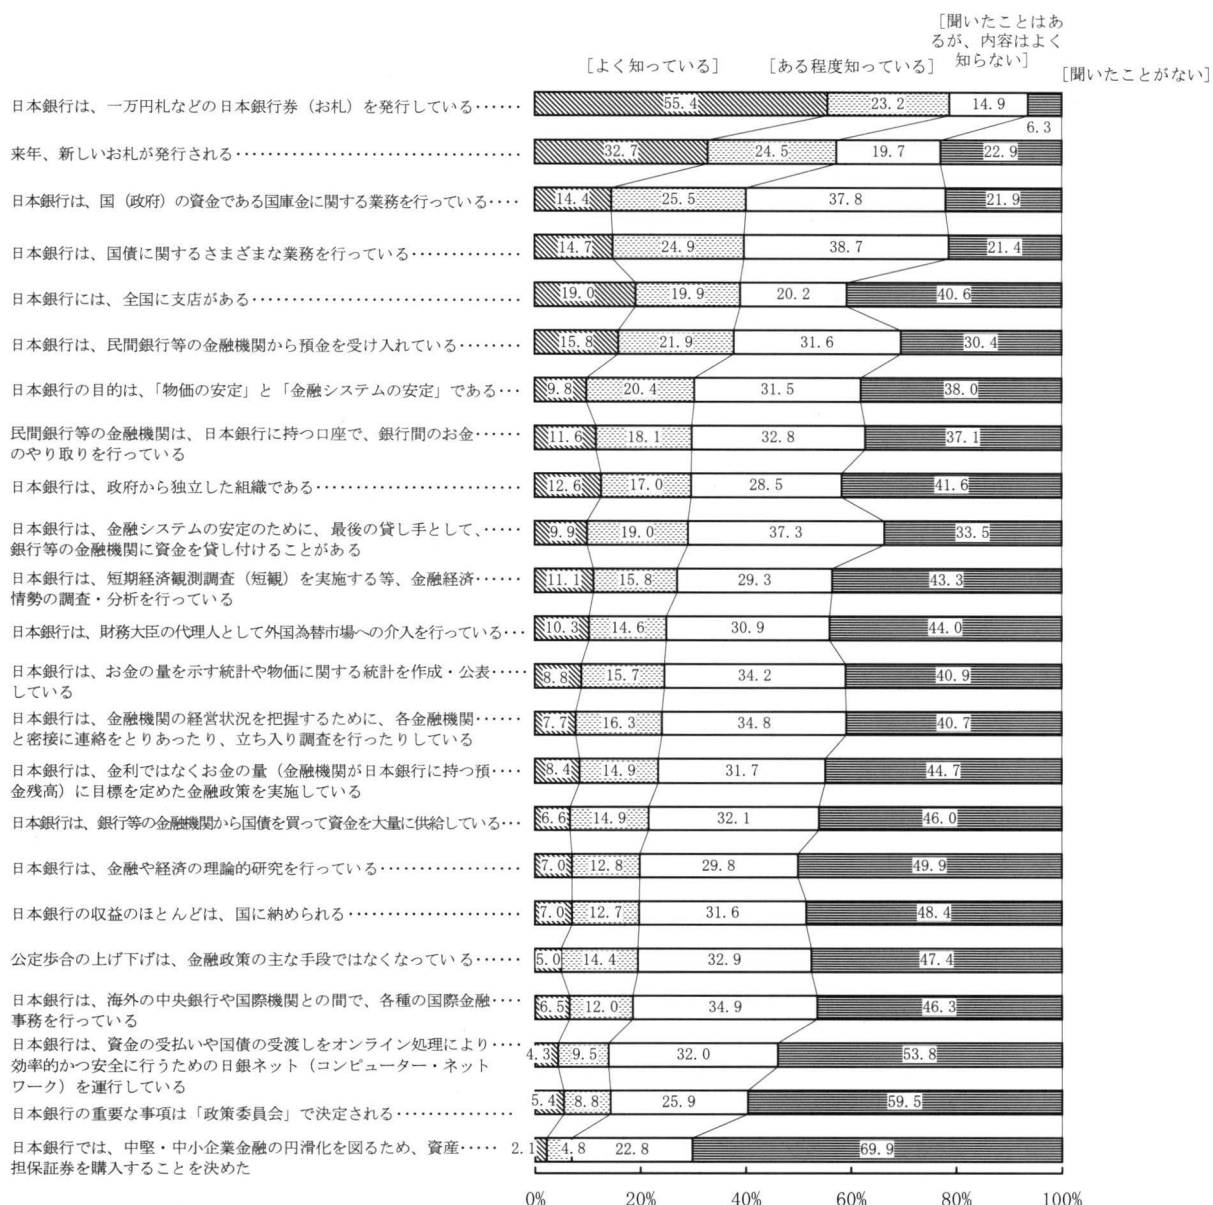 [聞いたことはあ
るが、内容はよく
知らない]
[よく知っている] [ある程度知っている]
[聞いたことがない]
日本銀行は、一万円札などの日本銀行券（お札）を発行している…… 55.4 23.2 14.9
6.3
来年、新しいお札が発行される……………………………… 32.7 24.5 19.7 22.9
日本銀行は、国（政府）の資金である国庫金に関する業務を行っている…… 14.4 25.5 37.8 21.9
日本銀行は、国債に関するさまざまな業務を行っている…………… 14.7 24.9 38.7 21.4
日本銀行には、全国に支店がある……………………………… 19.0 19.9 20.2 40.6
日本銀行は、民間銀行等の金融機関から預金を受け入れている……… 15.8 21.9 31.6 30.4
日本銀行の目的は、「物価の安定」と「金融システムの安定」である… 9.8 20.4 31.5 38.0
民間銀行等の金融機関は、日本銀行に持つ口座で、銀行間のお金…… 11.6 18.1 32.8 37.1
のやり取りを行っている
日本銀行は、政府から独立した組織である……………………… 12.6 17.0 28.5 41.6
日本銀行は、金融システムの安定のために、最後の貸し手として、…… 9.9 19.0 37.3 33.5
銀行等の金融機関に資金を貸し付けることがある
日本銀行は、短期経済観測調査（短観）を実施する等、金融経済…… 11.1 15.8 29.3 43.3
情勢の調査・分析を行っている
日本銀行は、財務大臣の代理人として外国為替市場への介入を行っている… 10.3 14.6 30.9 44.0
日本銀行は、お金の量を示す統計や物価に関する統計を作成・公表…… 8.8 15.7 34.2 40.9
している
日本銀行は、金融機関の経営状況を把握するために、各金融機関…… 7.7 16.3 34.8 40.7
と密接に連絡をとりあったり、立ち入り調査を行ったりしている
日本銀行は、金利ではなくお金の量（金融機関が日本銀行に持つ預…… 8.4 14.9 31.7 44.7
金残高）に目標を定めた金融政策を実施している
日本銀行は、銀行等の金融機関から国債を買って資金を大量に供給している… 6.6 14.9 32.1 46.0
日本銀行は、金融や経済の理論的研究を行っている……………… 7.0 12.8 29.8 49.9
日本銀行の収益のほとんどは、国に納められる………………… 7.0 12.7 31.6 48.4
公定歩合の上げ下げは、金融政策の主な手段ではなくなっている…… 5.0 14.4 32.9 47.4
日本銀行は、海外の中央銀行や国際機関との間で、各種の国際金融…… 6.5 12.0 34.9 46.3
事務を行っている
日本銀行は、資金の受払いや国債の受渡しをオンライン処理により…… 4.3 9.5 32.0 53.8
効率的かつ安全に行うための日銀ネット（コンピューター・ネット
ワーク）を運行している
日本銀行の重要な事項は「政策委員会」で決定される…………… 5.4 8.8 25.9 59.5
日本銀行では、中堅・中小企業金融の円滑化を図るため、資産…… 2.1 4.8 22.8 69.9
担保証券を購入することを決めた
0% 20% 40% 60% 80% 100%